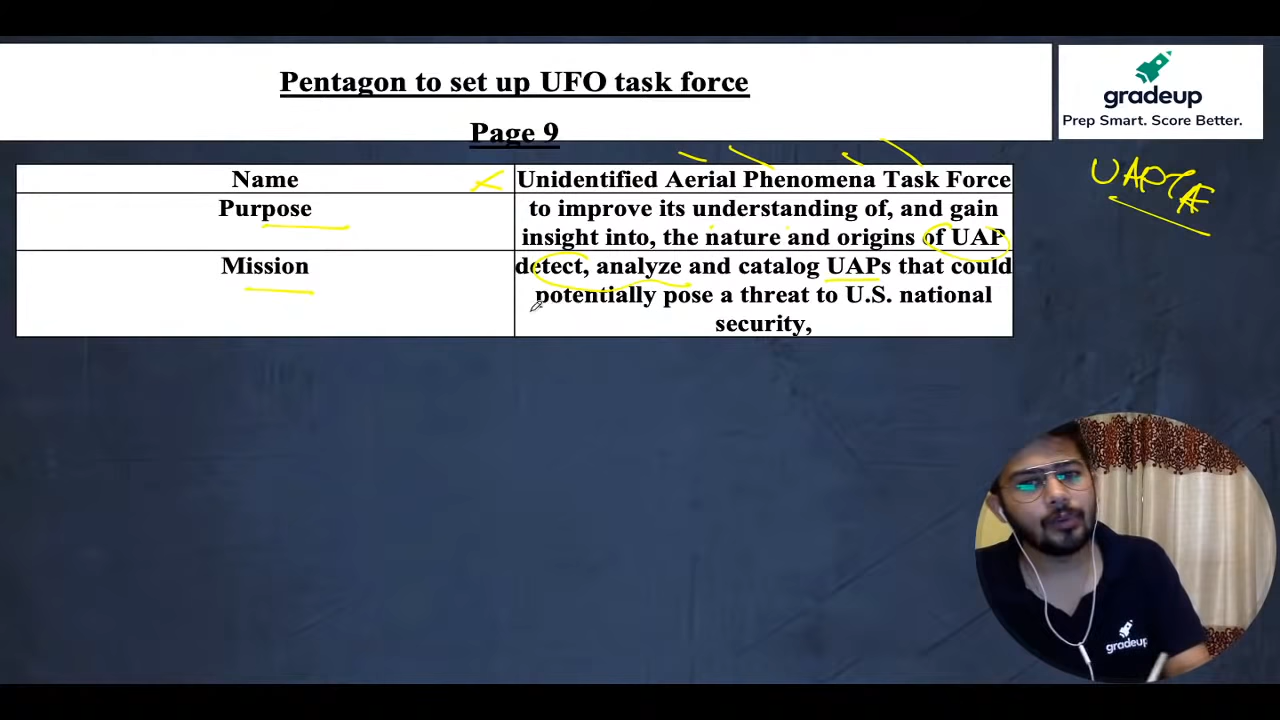 Pentagon to set up UFO task force
Page 9
gradeup
Prep Smart. Score Better.
UAPTF
Name
Unidentified Aerial Phenomena Task Force
Purpose
to improve its understanding of, and gain
insight into, the nature and origins of UAP
Mission
detect, analyze and catalog UAPs that could
potentially pose a threat to U.S. national
security,
gradeup